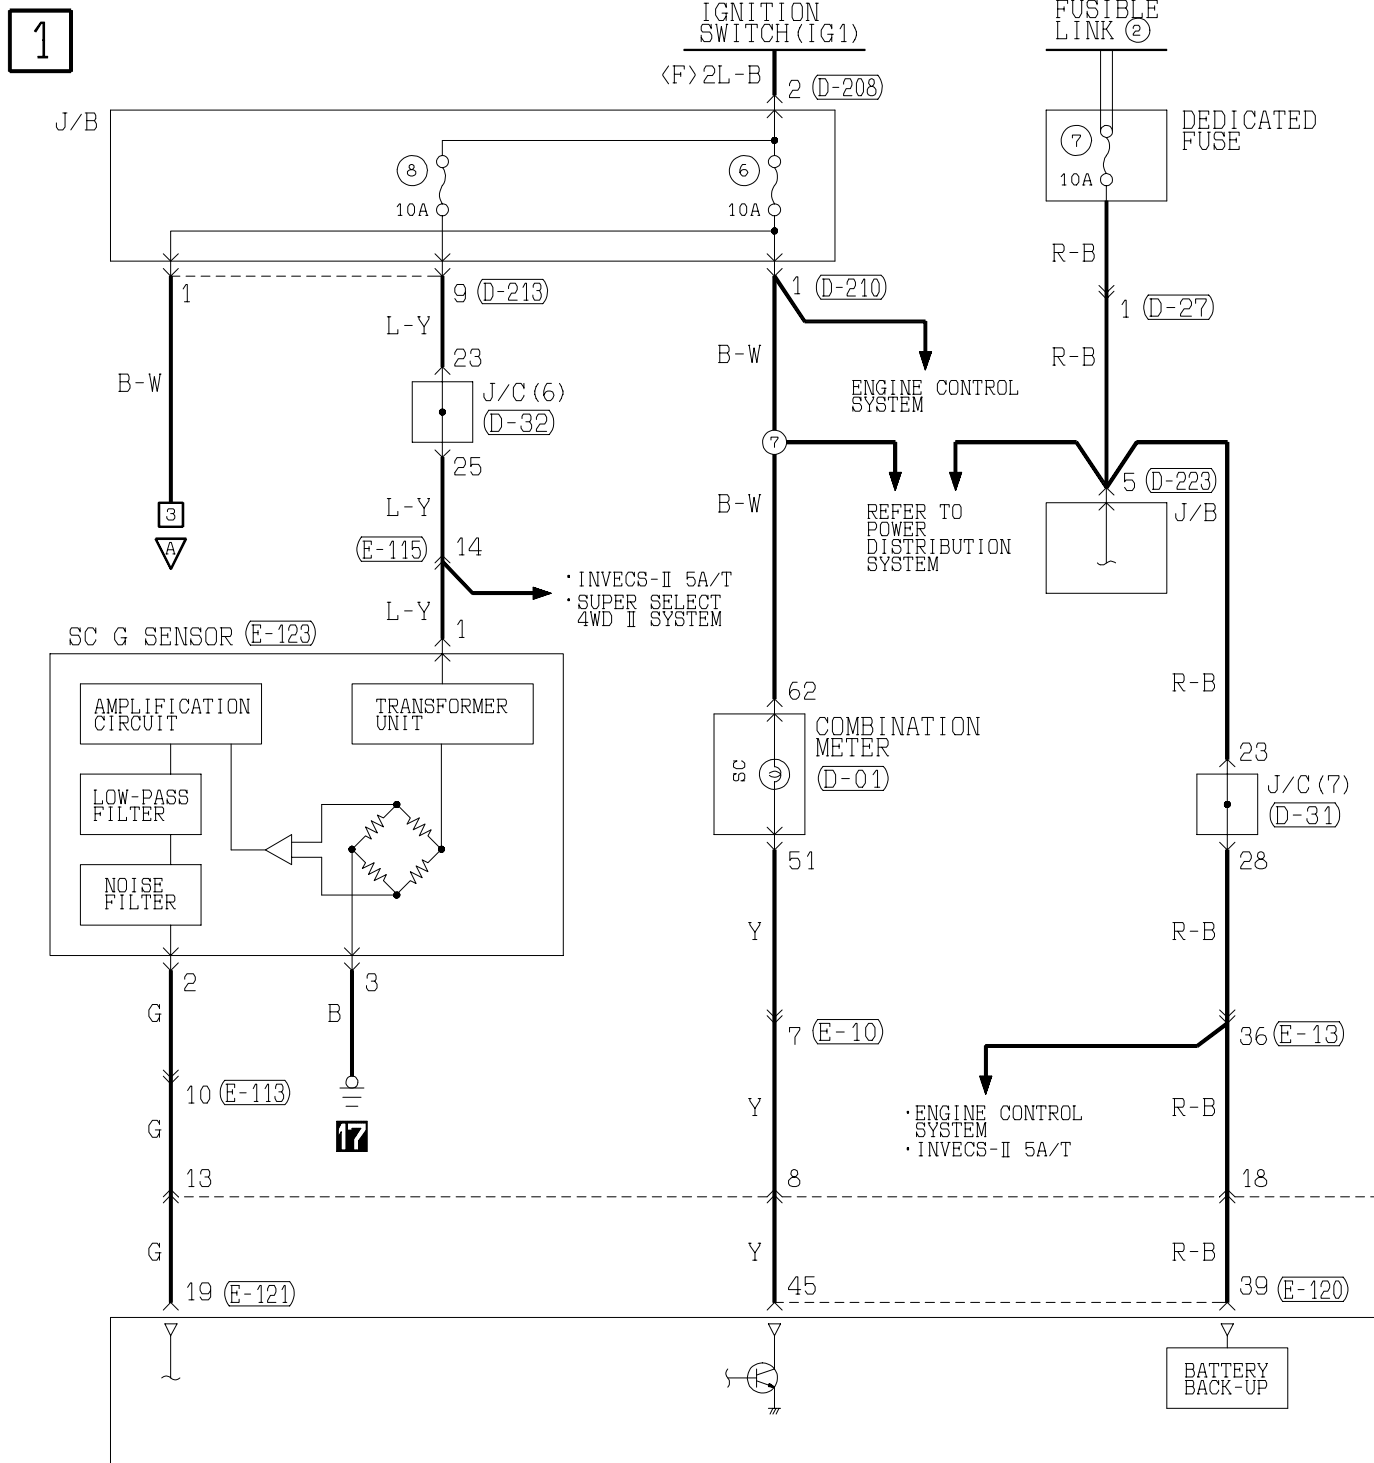 1
IGNITION
SWITCH(IG1)
FUSIBLE
LINK ②
<F>2L-B
2 (D-208)
J/B
DEDICATED
FUSE
8
10A
6
10A
7
10A
R-B
1
9 (D-213)
1 (D-210)
1 (D-27)
L-Y
B-W
R-B
23
B-W
J/C(6)
(D-32)
ENGINE CONTROL
SYSTEM
7
25
5 (D-223)
J/B
L-Y
B-W
3
A
REFER TO
POWER
DISTRIBUTION
SYSTEM
(E-115) 14
·INVECS-Ⅱ 5A/T
·SUPER SELECT
4WD Ⅱ SYSTEM
L-Y
1
SC G SENSOR (E-123)
AMPLIFICATION
CIRCUIT
TRANSFORMER
UNIT
62
R-B
COMBINATION
METER
(D-01)
SC
23
J/C(7)
(D-31)
LOW-PASS
FILTER
51
28
NOISE
FILTER
Y
R-B
2
3
G
B
7 (E-10)
36 (E-13)
10 (E-113)
17
G
Y
·ENGINE CONTROL
SYSTEM
·INVECS-Ⅱ 5A/T
R-B
13
8
18
G
Y
R-B
19 (E-121)
45
39 (E-120)
BATTERY
BACK-UP